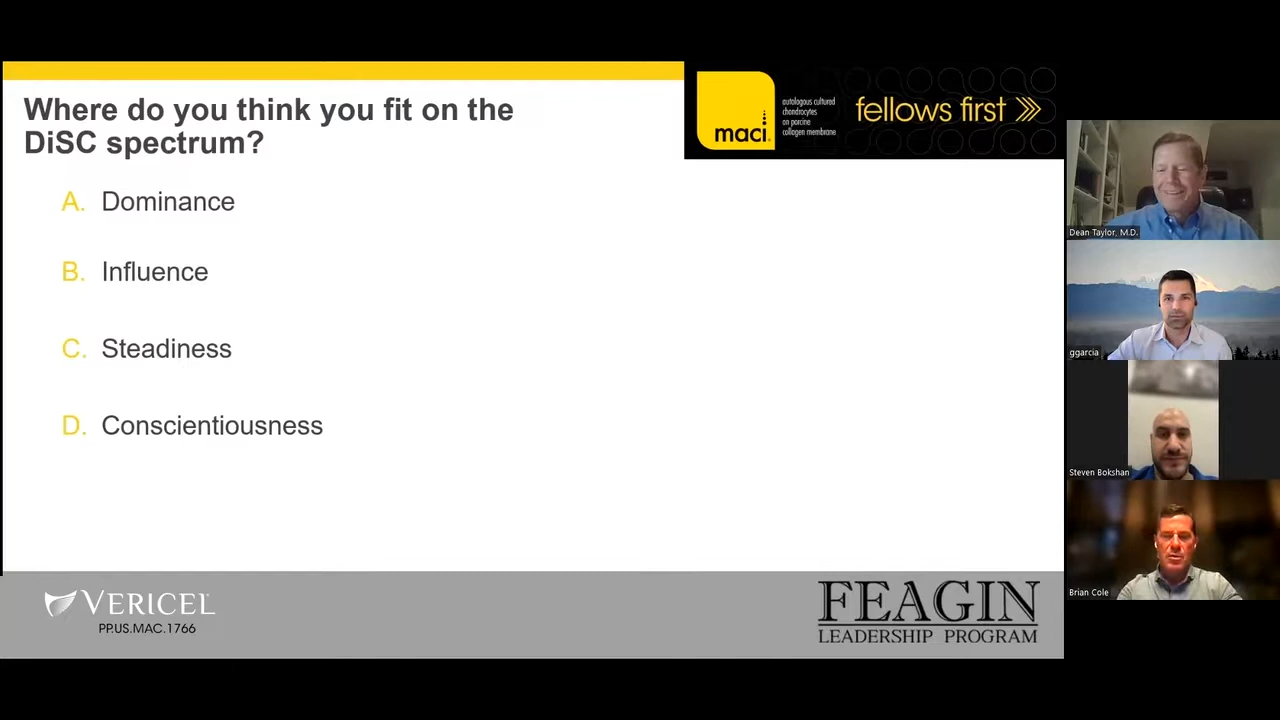 Where do you think you fit on the
DiSC spectrum?
A. Dominance
B. Influence
C. Steadiness
D. Conscientiousness
maci
autologous cultured
chondrocytes
on porcine
collagen membrane
fellows first
Dean Taylor, M.D.
ggarcia
Steven Bokshan
Brian Cole
VERICEL
PP.US.MAC.1766
FEAGIN
LEADERSHIP PROGRAM